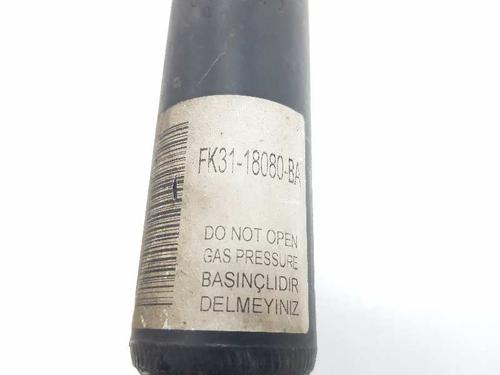 FK31-18080-BA
DO NOT OPEN
GAS PRESSURE
BASINÇLIDIR
DELMEYINIZ